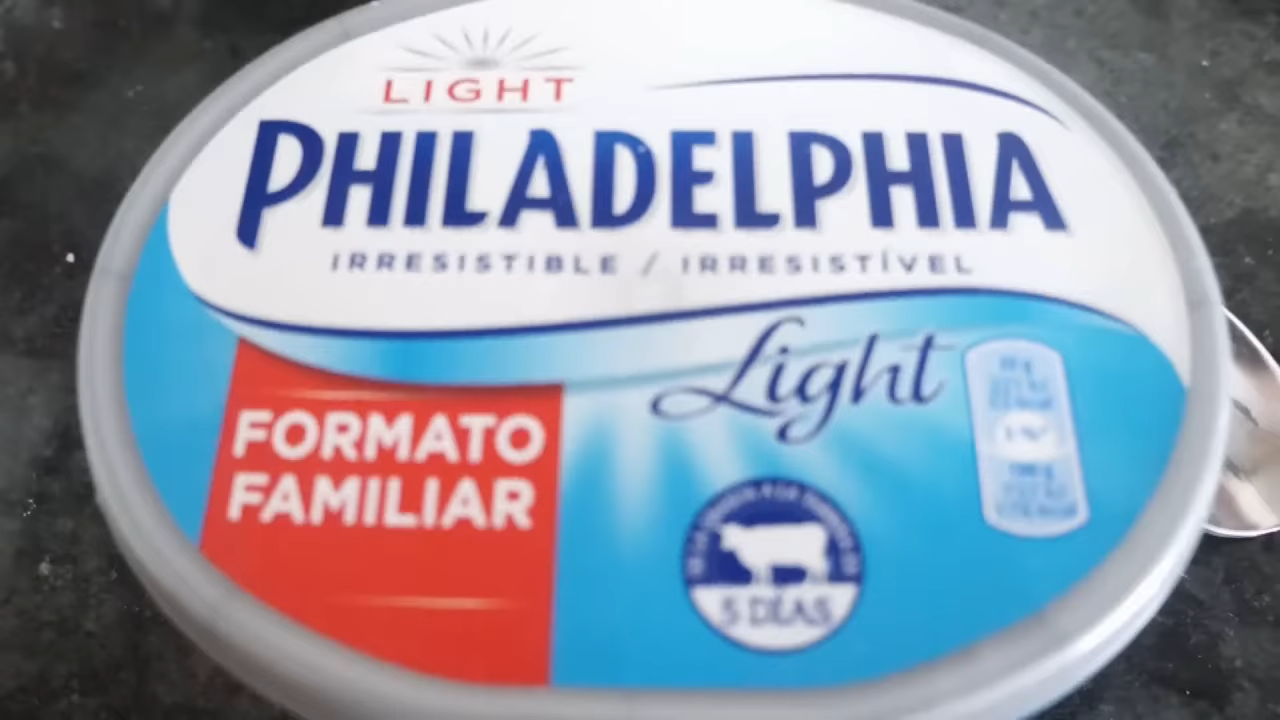 LIGHT
PHILADELPHIA
IRRESISTIBLE / IRRESISTÍVEL
Light
FORMATO
FAMILIAR
5 DÍAS